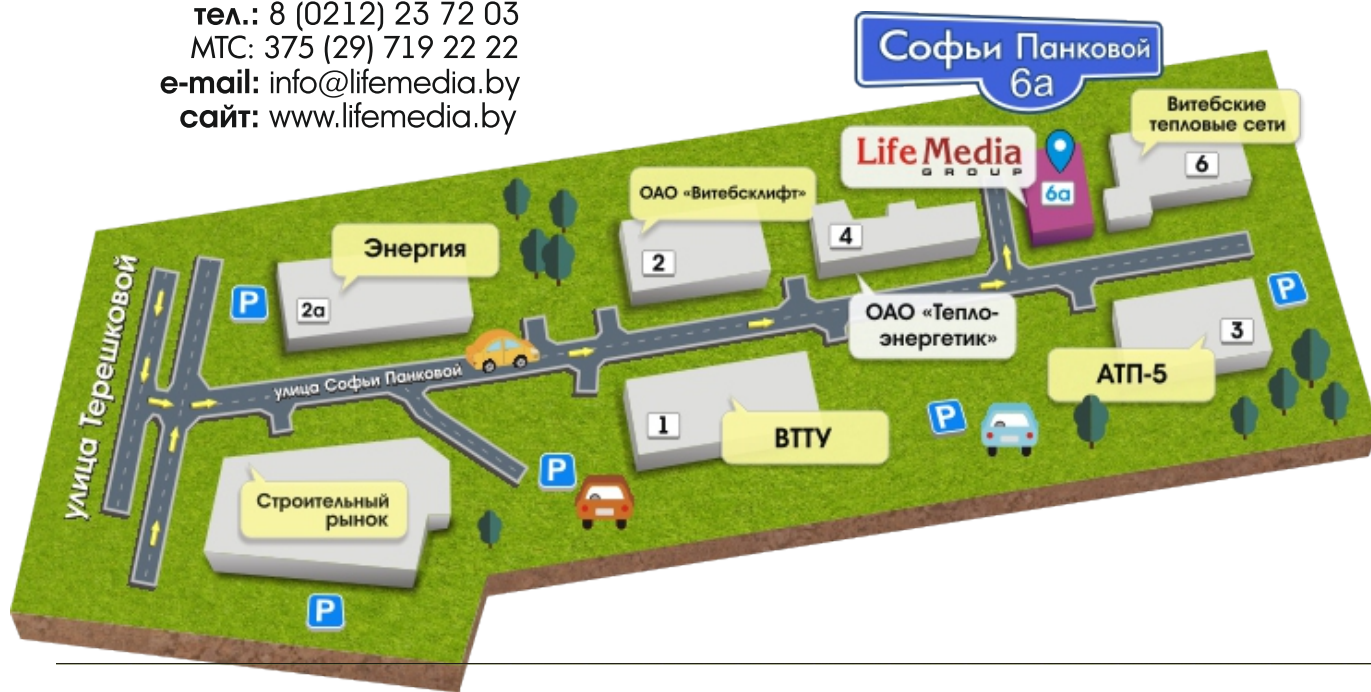 тел.: 8 (0212) 23 72 03
МТС: 375 (29) 719 22 22
e-mail: info@lifemedia.by
сайт: www.lifemedia.by
Софьи Панковой
6а
Витебские
тепловые сети
6
Life Media
GROUP
6а
ОАО «Витебсклифт»
2
4
Энергия
2а
P
улица Терешковой
улица Софьи Панковой
ОАО «Тепло-
энергетик»
P
3
АТП-5
1
ВТТУ
P
P
Строительный
рынок
P